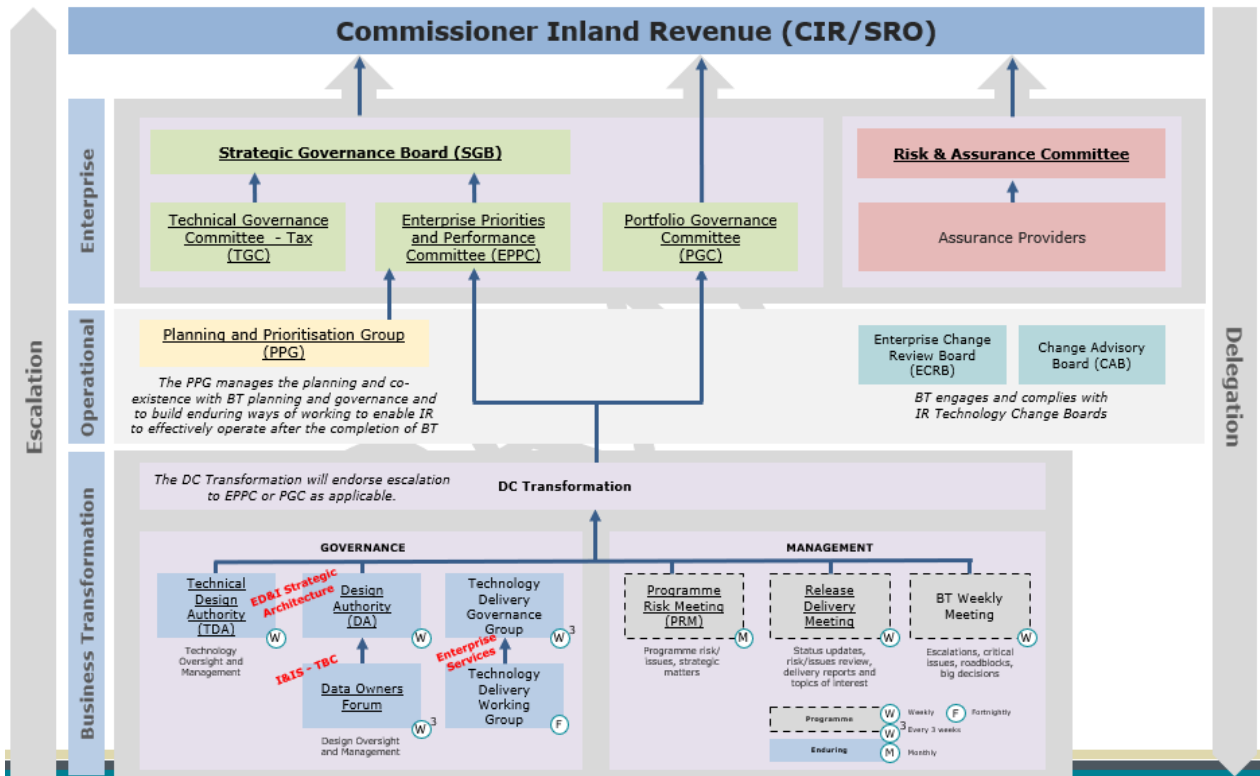 Commissioner Inland Revenue (CIR/SRO)
Escalation
Delegation
Enterprise
Strategic Governance Board (SGB)
Technical Governance
Committee - Tax
(TGC)
Enterprise Priorities
and Performance
Committee (EPPC)
Portfolio Governance
Committee
(PGC)
Risk & Assurance Committee
Assurance Providers
Operational
Planning and Prioritisation Group
(PPG)
The PPG manages the planning and co-
existence with BT planning and governance and
to build enduring ways of working to enable IR
to effectively operate after the completion of BT
Enterprise Change
Review Board
(ECRB)
Change Advisory
Board (CAB)
BT engages and complies with
IR Technology Change Boards
Business Transformation
The DC Transformation will endorse escalation
to EPPC or PGC as applicable.
DC Transformation
GOVERNANCE
Technical
Design
Authority
(TDA)
W
Technology
Oversight and
Management
ED&I Strategic
Architecture
Design
Authority
(DA)
W
Technology
Delivery
Governance
Group
W3
I&IS - TBC
Enterprise
Services
Data Owners
Forum
W3
Design Oversight
and Management
Technology
Delivery
Working
Group
F
MANAGEMENT
Programme
Risk Meeting
(PRM)
M
Programme risk/
issues, strategic
matters
Release
Delivery
Meeting
W
Status updates,
risk/issues review,
delivery reports and
topics of interest
BT Weekly
Meeting
W
Escalations, critical
issues, roadblocks,
big decisions
Programme
Enduring
W Weekly
F Fortnightly
W3 Every 3 weeks
M Monthly